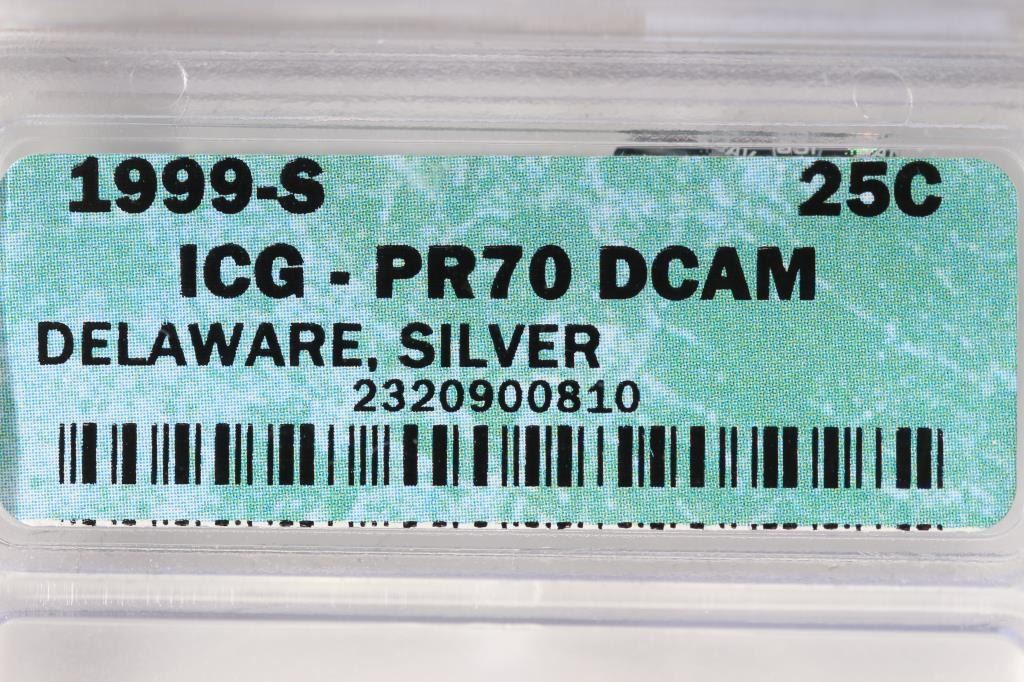 1999-S 25C
ICG - PR70 DCAM
DELAWARE, SILVER
2320900810